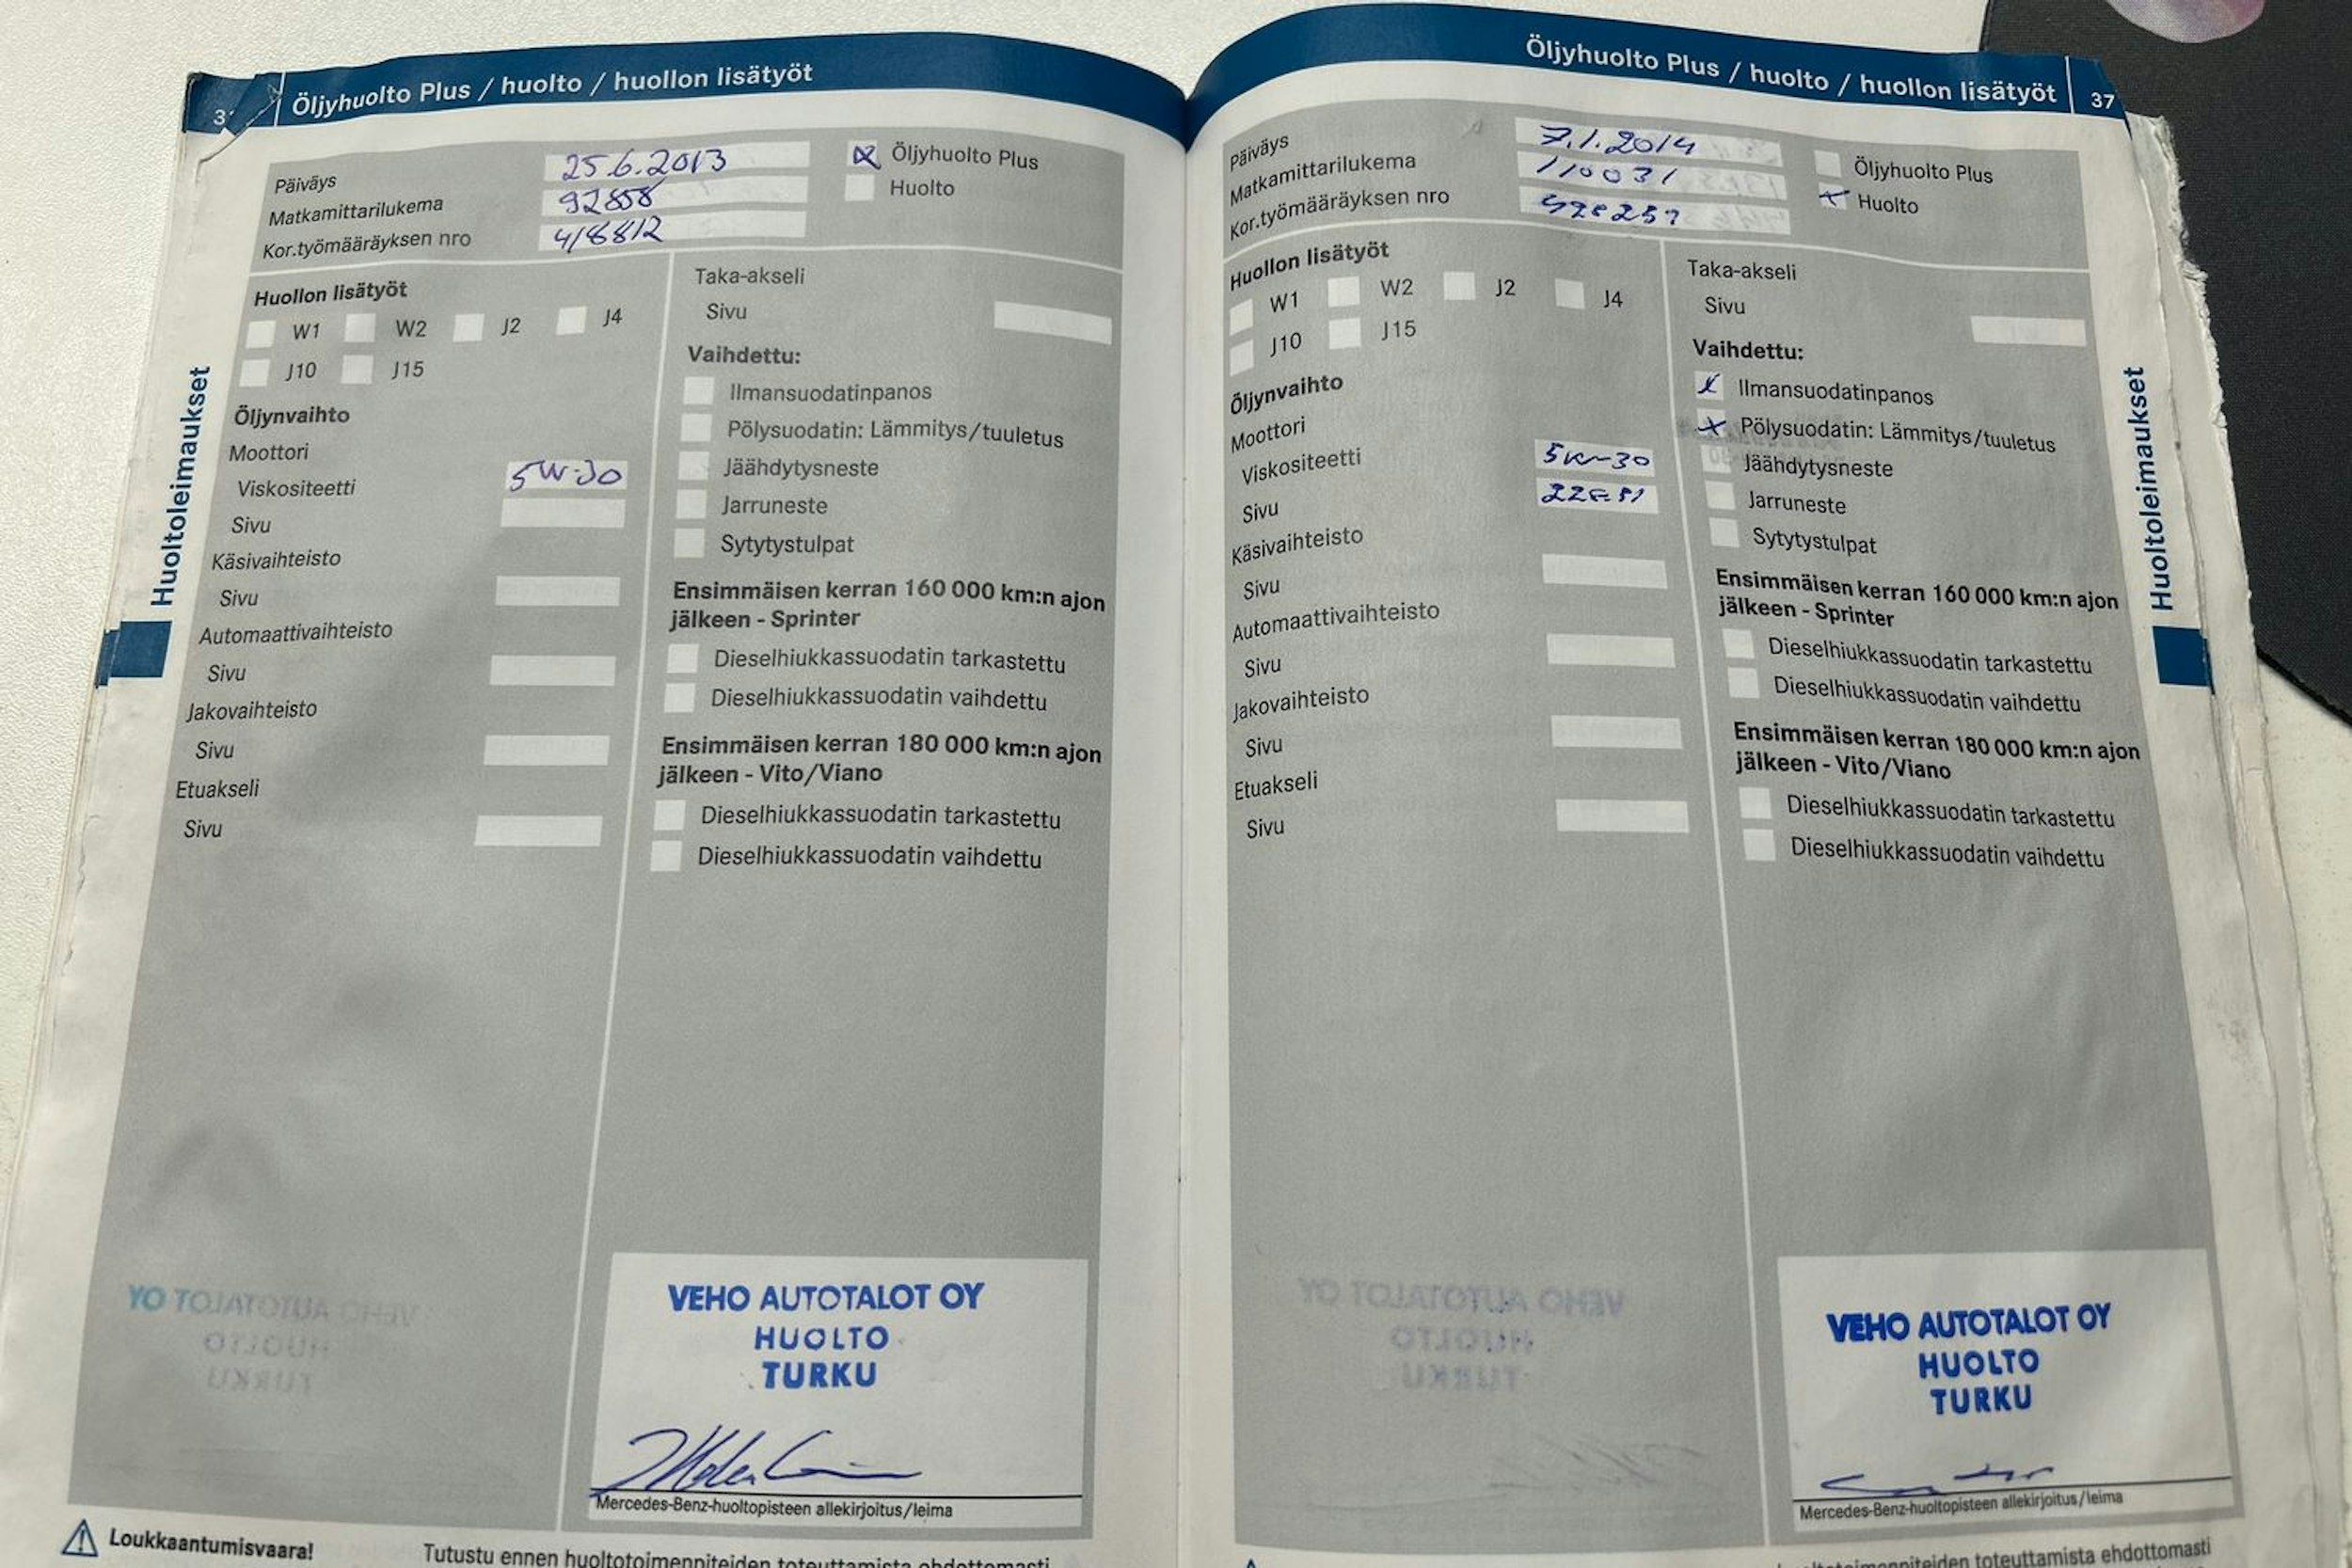 Öljyhuolto Plus / huolto / huollon lisätyöt
Päiväys 25.6.2013
Matkamittarilukema 92858
Kor.työmääräyksen nro 418812
Öljyhuolto Plus
Huolto
Huollon lisätyöt
W1 W2 J2 J4
J10 J15
Öljynvaihto
Moottori
Viskositeetti 5W-30
Sivu
Käsivaihteisto
Sivu
Automaattivaihteisto
Sivu
Jakovaihteisto
Sivu
Etuakseli
Sivu
Taka-akseli
Sivu
Vaihdettu:
Ilmansuodatinpanos
Pölysuodatin: Lämmitys/tuuletus
Jäähdytysneste
Jarruneste
Sytytystulpat
Ensimmäisen kerran 160 000 km:n ajon
jälkeen - Sprinter
Dieselhiukkassuodatin tarkastettu
Dieselhiukkassuodatin vaihdettu
Ensimmäisen kerran 180 000 km:n ajon
jälkeen - Vito/Viano
Dieselhiukkassuodatin tarkastettu
Dieselhiukkassuodatin vaihdettu
VEHO AUTOTALOT OY
HUOLTO
TURKU
Mercedes-Benz-huoltopisteen allekirjoitus/leima
Huoltoleimaukset
Loukkaantumisvaara!
Tutustu ennen huoltotoimenpiteiden toteuttamista ehdottomasti
Öljyhuolto Plus / huolto / huollon lisätyöt 37
Päiväys 7.1.2014
Matkamittarilukema 110031
Kor.työmääräyksen nro
Öljyhuolto Plus
Huolto
Huollon lisätyöt
W1 W2 J2 J4
J10 J15
Öljynvaihto
Moottori
Viskositeetti 5W-30
Sivu
Käsivaihteisto
Sivu
Automaattivaihteisto
Sivu
Jakovaihteisto
Sivu
Etuakseli
Sivu
Taka-akseli
Sivu
Vaihdettu:
Ilmansuodatinpanos
Pölysuodatin: Lämmitys/tuuletus
Jäähdytysneste
Jarruneste
Sytytystulpat
Ensimmäisen kerran 160 000 km:n ajon
jälkeen - Sprinter
Dieselhiukkassuodatin tarkastettu
Dieselhiukkassuodatin vaihdettu
Ensimmäisen kerran 180 000 km:n ajon
jälkeen - Vito/Viano
Dieselhiukkassuodatin tarkastettu
Dieselhiukkassuodatin vaihdettu
VEHO AUTOTALOT OY
HUOLTO
TURKU
Mercedes-Benz-huoltopisteen allekirjoitus/leima
Huoltoleimaukset
toteuttamista ehdottomasti